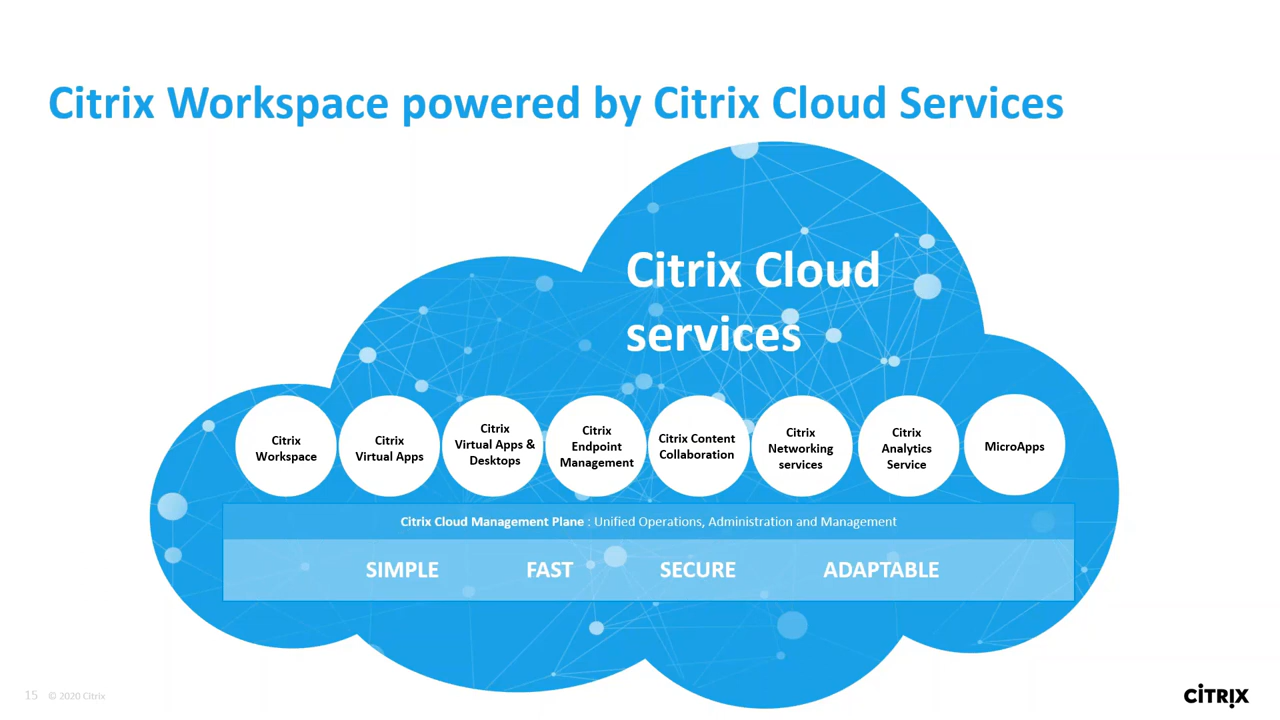 Citrix Workspace powered by Citrix Cloud Services
Citrix Cloud
services
Citrix
Workspace
Citrix
Virtual Apps
Citrix
Virtual Apps &
Desktops
Citrix
Endpoint
Management
Citrix Content
Collaboration
Citrix
Networking
services
Citrix
Analytics
Service
MicroApps
Citrix Cloud Management Plane : Unified Operations, Administration and Management
SIMPLE FAST SECURE ADAPTABLE
15 © 2020 Citrix
CITRIX